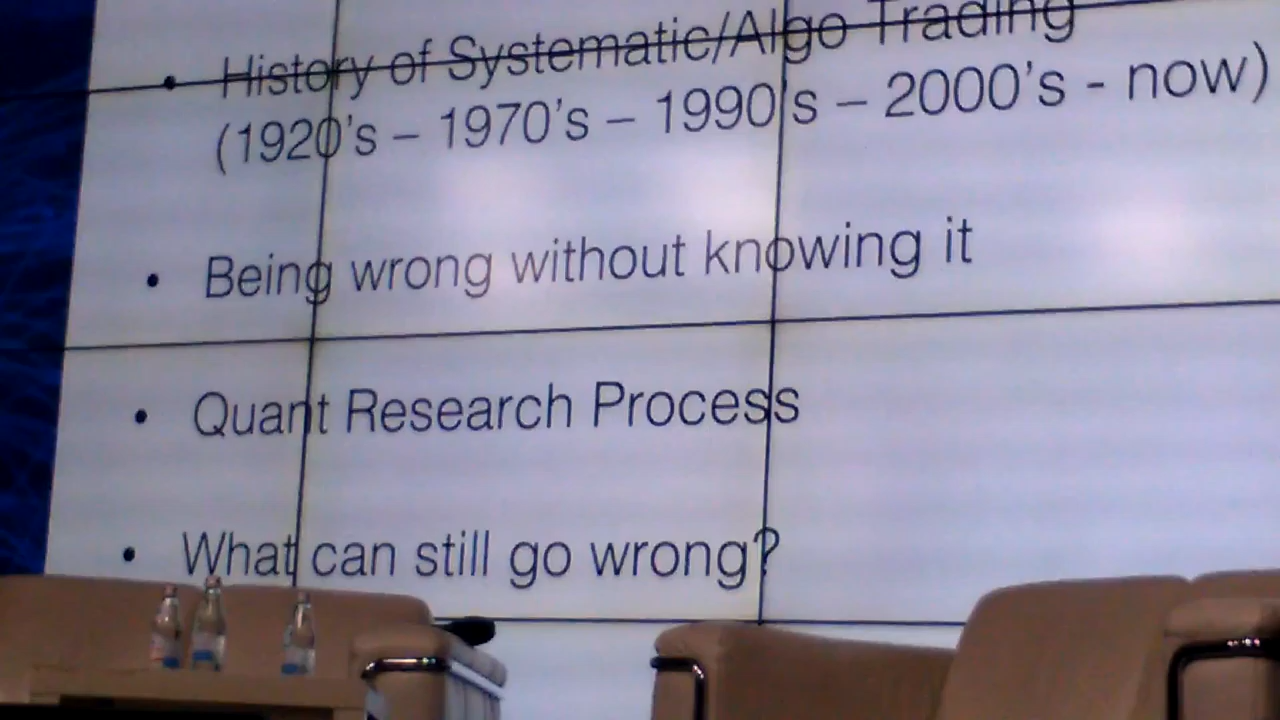 • History of Systematic/Algo Trading
(1920's – 1970's – 1990's – 2000's - now)
• Being wrong without knowing it
• Quant Research Process
• What can still go wrong?